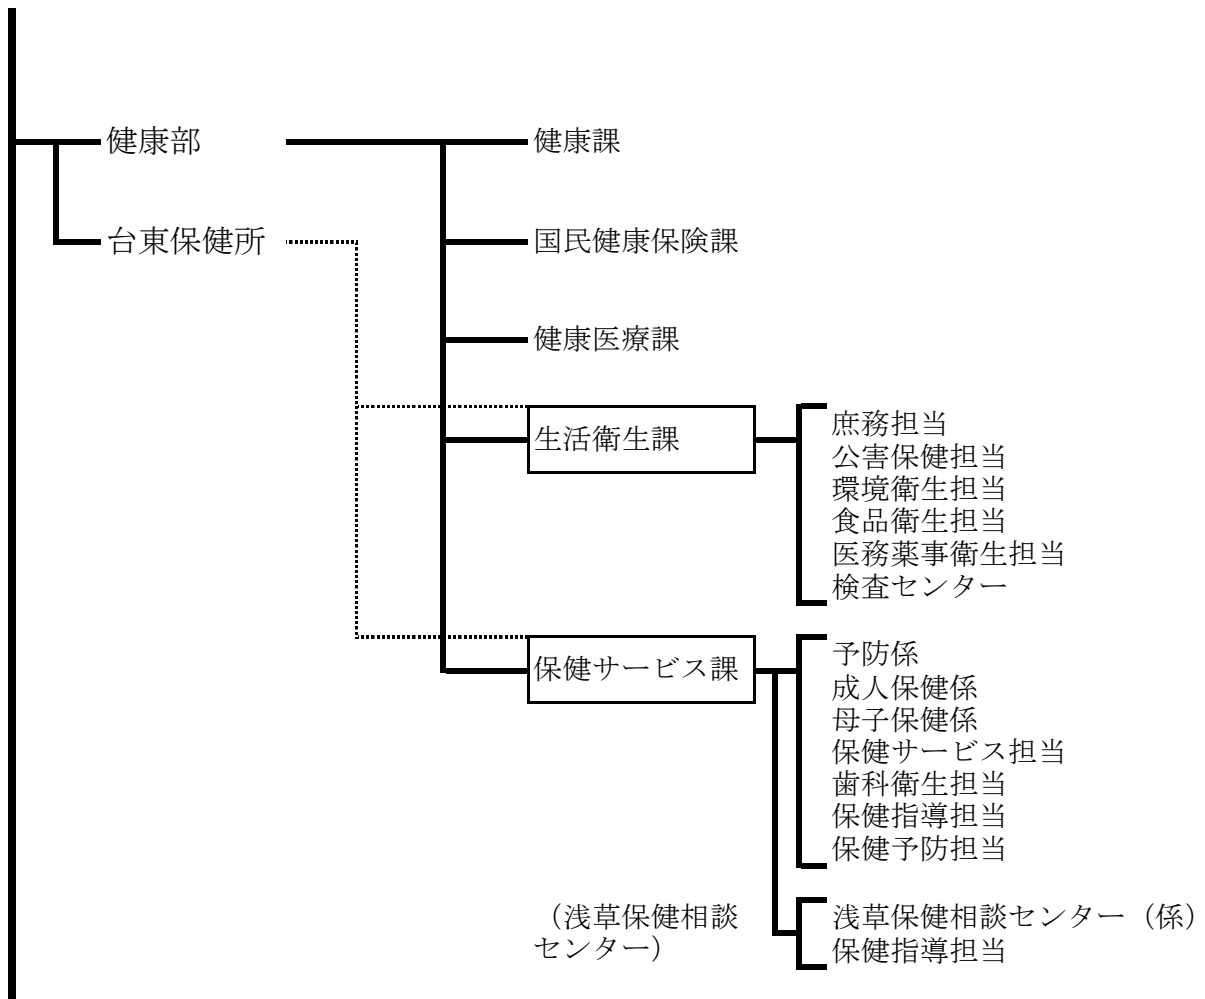 健康部
健康課
台東保健所
国民健康保険課
健康医療課
生活衛生課
庶務担当
公害保健担当
環境衛生担当
食品衛生担当
医務薬事衛生担当
検査センター
保健サービス課
予防係
成人保健係
母子保健係
保健サービス担当
歯科衛生担当
保健指導担当
保健予防担当
（浅草保健相談
センター）
浅草保健相談センター（係）
保健指導担当